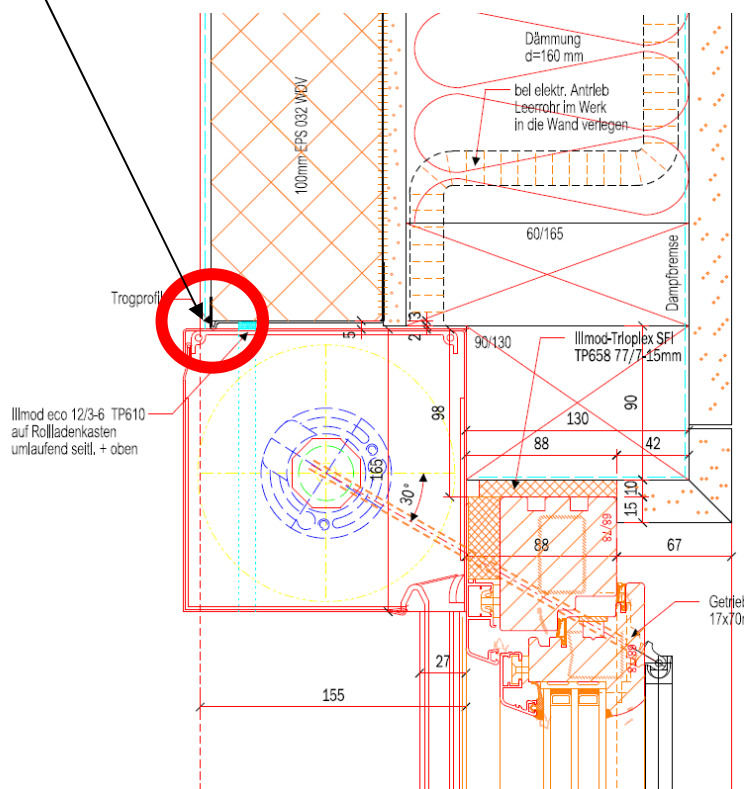 Dämmung
d=160 mm
bei elektr. Antrieb
Leerrohr im Werk
in die Wand verlegen
100mm EPS 032 WDV
60/165
Dampfbremse
Trogprofil
3
5
2
90/130
Illmod-Trioplex SFI
TP658 77/7-15mm
98
90
130
88
42
Illmod eco 12/3-6 TP610
auf Rollladenkasten
umlaufend seitl. + oben
165
30°
10
15
68/78
88
67
Getrieb
17x70
68/78
27
155